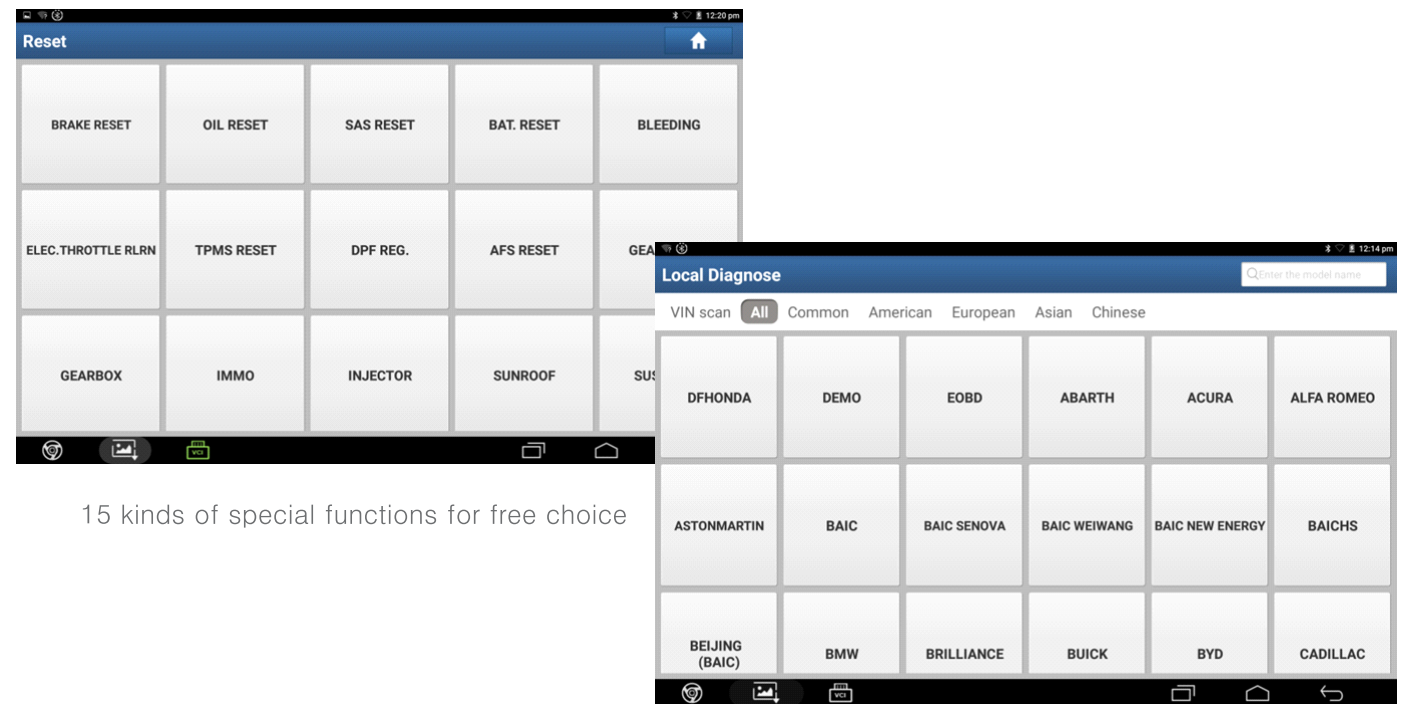 12:20 pm
Reset
BRAKE RESET
OIL RESET
SAS RESET
BAT. RESET
BLEEDING
ELEC.THROTTLE RLRN
TPMS RESET
DPF REG.
AFS RESET
GEA
GEARBOX
IMMO
INJECTOR
SUNROOF
SUS
VCI
15 kinds of special functions for free choice
12:14 pm
Local Diagnose
Enter the model name
VIN scan All Common American European Asian Chinese
DFHONDA
DEMO
EOBD
ABARTH
ACURA
ALFA ROMEO
ASTONMARTIN
BAIC
BAIC SENOVA
BAIC WEIWANG
BAIC NEW ENERGY
BAICHS
BEIJING
(BAIC)
BMW
BRILLIANCE
BUICK
BYD
CADILLAC
VCI